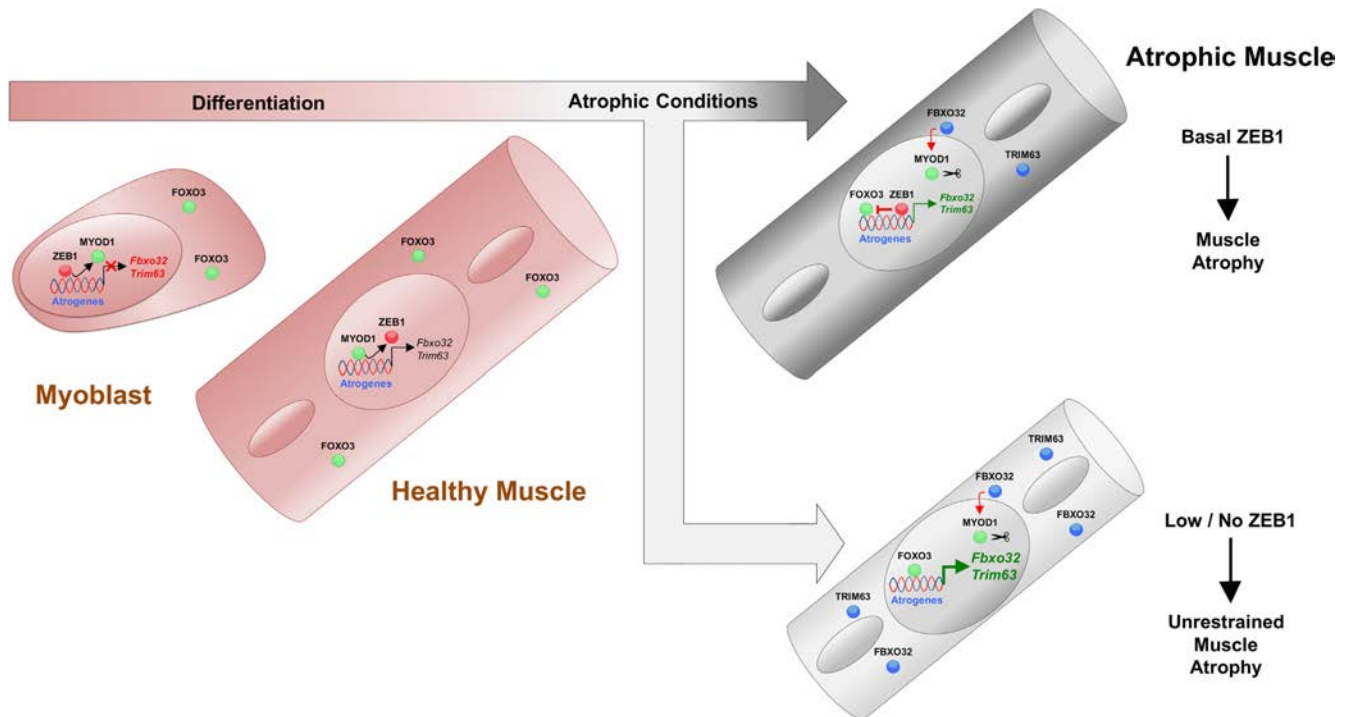 Differentiation
Atrophic Conditions
Atrophic Muscle
FOXO3
MYOD1
ZEB1
Fbxo32
Trim63
FOXO3
Atrogenes
Myoblast
FOXO3
FOXO3
ZEB1
MYOD1
Fbxo32
Trim63
Atrogenes
FOXO3
Healthy Muscle
FBXO32
TRIM63
MYOD1
FOXO3 ZEB1
Fbxo32
Trim63
Atrogenes
Basal ZEB1
Muscle
Atrophy
TRIM63
FBXO32
FBXO32
MYOD1
FOXO3
Fbxo32
Trim63
Atrogenes
TRIM63
FBXO32
Low / No ZEB1
Unrestrained
Muscle
Atrophy